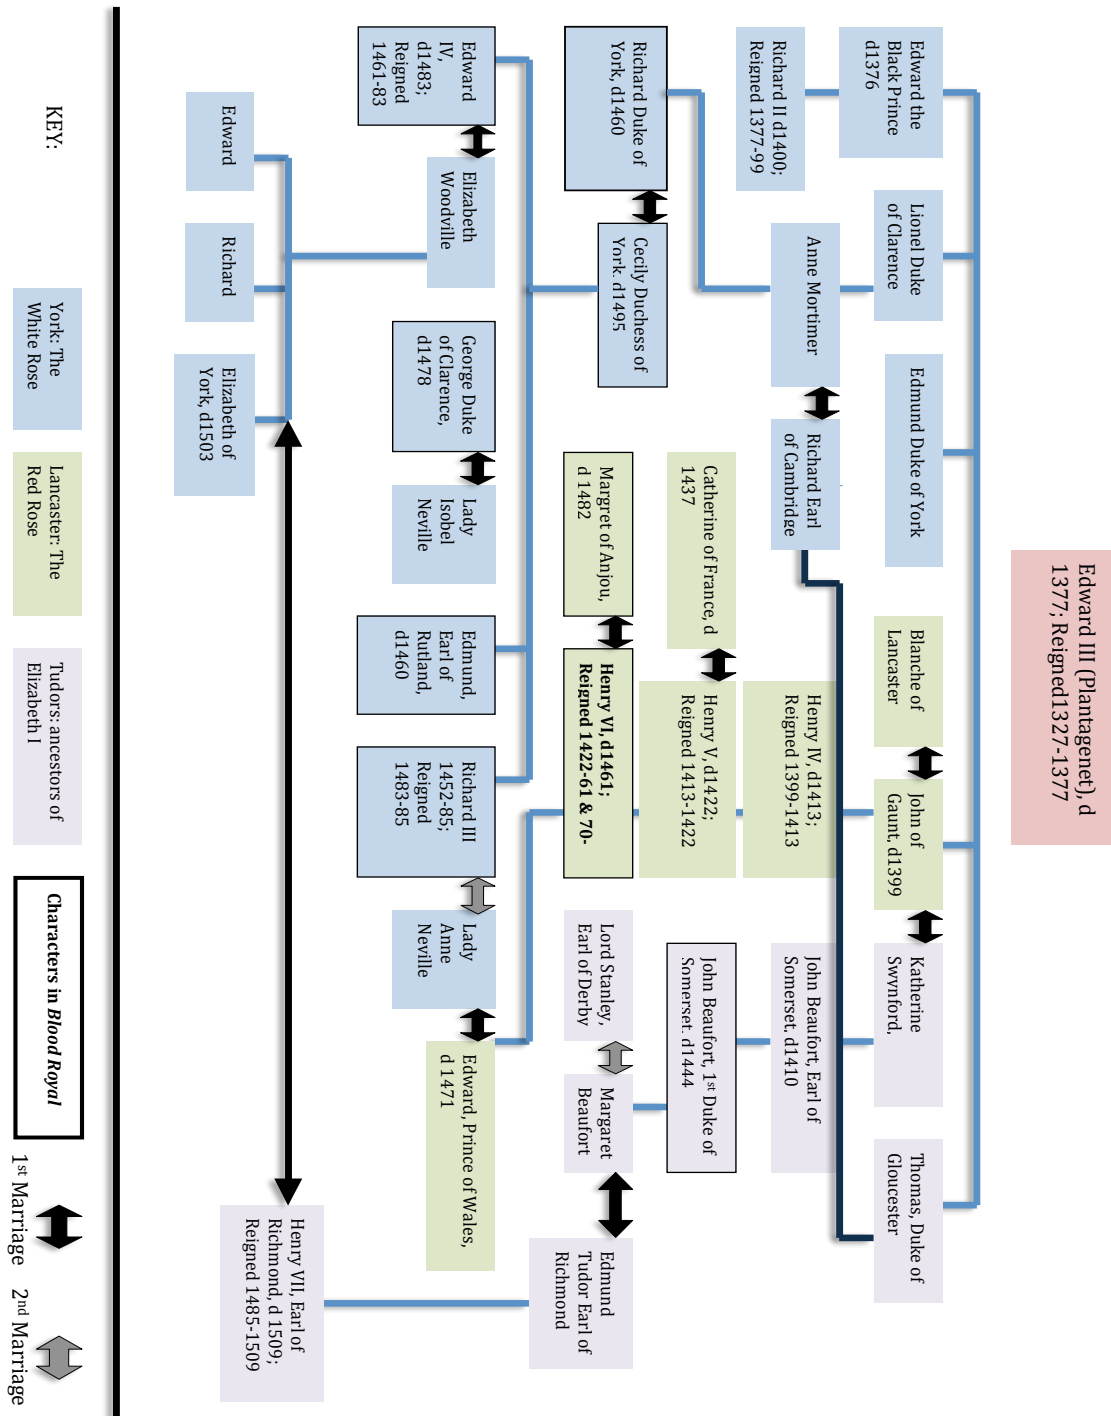 Edward III (Plantagenet), d
1377; Reigned1327-1377
Edward the
Black Prince
d1376
Lionel Duke
of Clarence
Edmund Duke of York
Blanche of
Lancaster
John of
Gaunt, d1399
Katherine
Swynford,
Thomas, Duke of
Gloucester
Richard II d1400;
Reigned 1377-99
Anne Mortimer
Richard Earl
of Cambridge
Henry IV, d1413;
Reigned 1399-1413
John Beaufort, Earl of
Somerset, d1410
Richard Duke of
York, d1460
Cecily Duchess of
York, d1495
Catherine of France, d
1437
Henry V, d1422;
Reigned 1413-1422
John Beaufort, 1st Duke of
Somerset, d1444
Margret of Anjou,
d 1482
Henry VI, d1461;
Reigned 1422-61 & 70-
Lord Stanley,
Earl of Derby
Margaret
Beaufort
Edmund
Tudor Earl of
Richmond
Edward
IV,
d1483;
Reigned
1461-83
Elizabeth
Woodville
George Duke
of Clarence,
d1478
Lady
Isobel
Neville
Edmund,
Earl of
Rutland,
d1460
Richard III
1452-85;
Reigned
1483-85
Lady
Anne
Neville
Edward, Prince of Wales,
d 1471
Edward
Richard
Elizabeth of
York, d1503
Henry VII, Earl of
Richmond, d 1509;
Reigned 1485-1509
KEY:
York: The
White Rose
Lancaster: The
Red Rose
Tudors: ancestors of
Elizabeth I
Characters in Blood Royal
1st Marriage
2nd Marriage